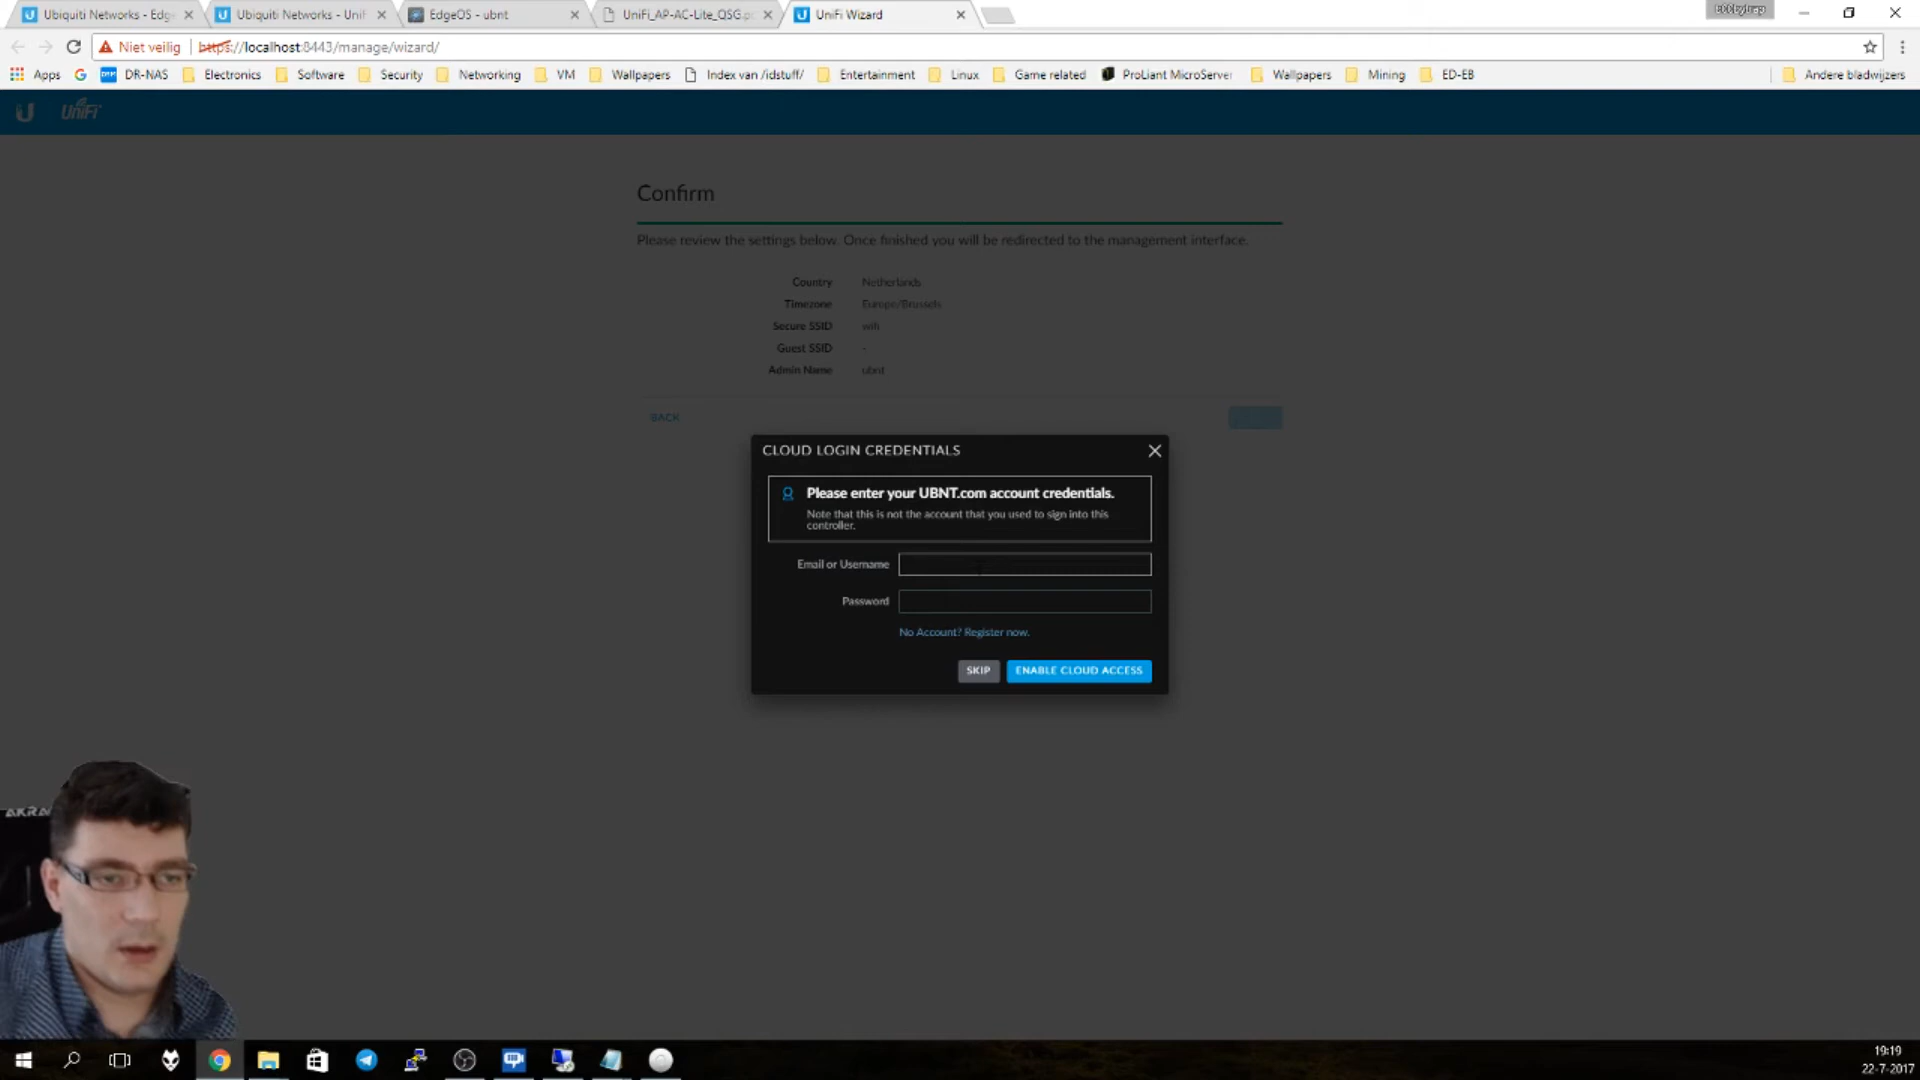 Ubiquiti Networks - Edg
Ubiquiti Networks - Unif
EdgeOS - ubnt
UniFi_AP-AC-Lite_QSG.p
UniFi Wizard
Niet veilig
https://localhost:8443/manage/wizard/
Apps
DR-NAS
Electronics
Software
Security
Networking
VM
Wallpapers
Index van /idstuff/
Entertainment
Linux
Game related
ProLiant MicroServer
Wallpapers
Mining
ED-EB
Andere bladwijzers
U
UniFi
Confirm
Please review the settings below. Once finished you will be redirected to the management interface.
Country Netherlands
Timezone Europe/Brussels
Secure SSID wifi
Guest SSID -
Admin Name ubnt
BACK
CLOUD LOGIN CREDENTIALS
Please enter your UBNT.com account credentials.
Note that this is not the account that you used to sign into this
controller.
Email or Username
Password
No Account? Register now.
SKIP
ENABLE CLOUD ACCESS
AKRA
19:19
22-7-2017